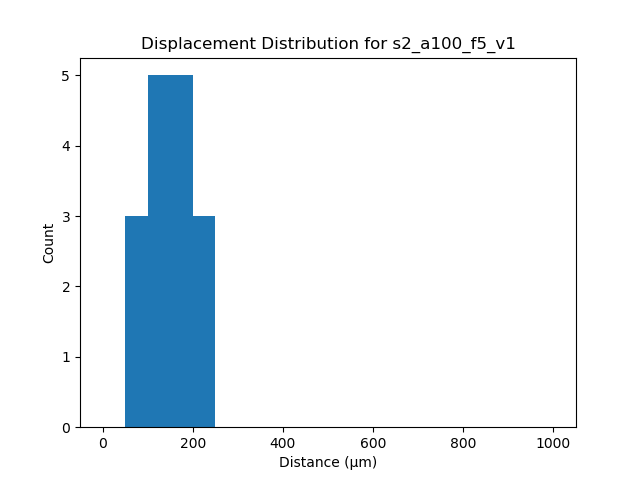 Displacement Distribution for s2_a100_f5_v1
5
4
3
2
1
0
Count
0 200 400 600 800 1000
Distance (μm)